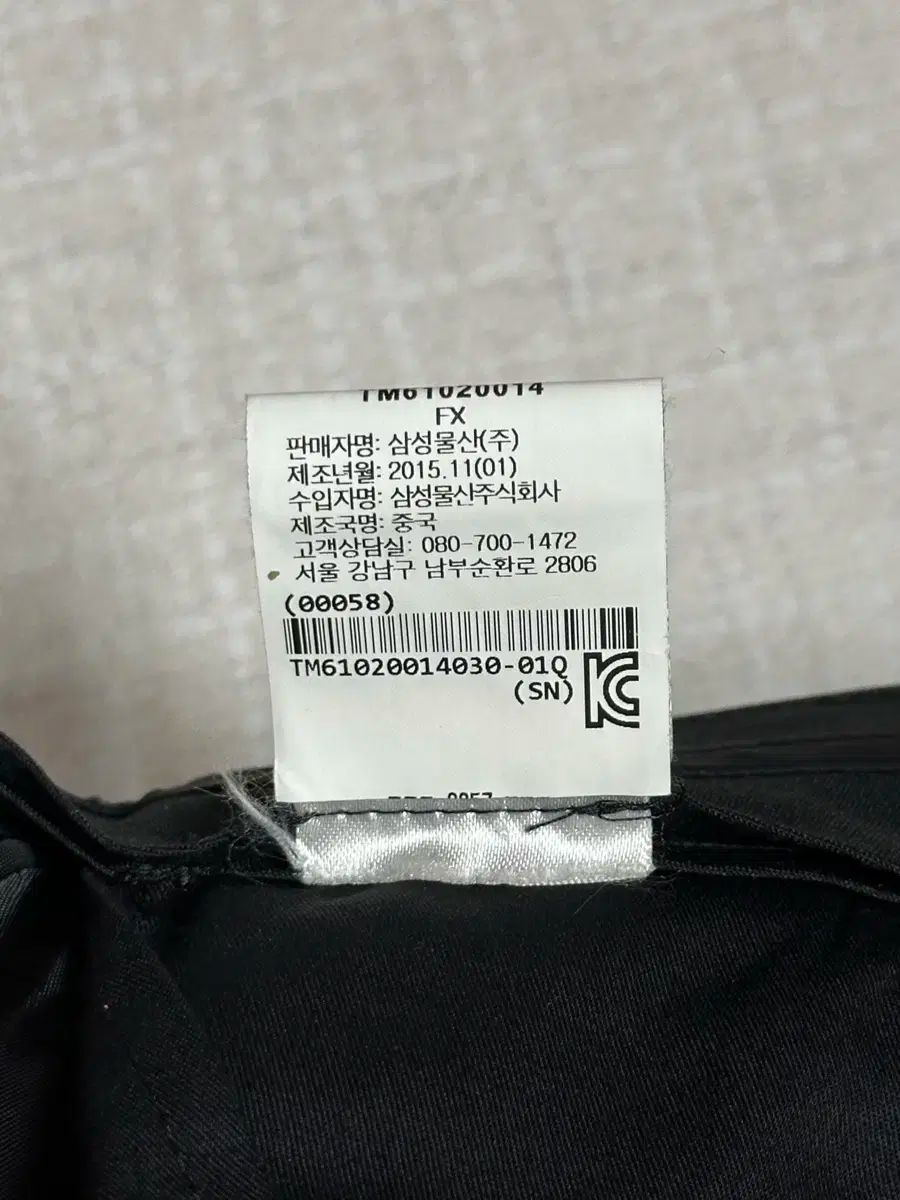 TM61020014
FX
판매자명: 삼성물산(주)
제조년월: 2015.11(01)
수입자명: 삼성물산주식회사
제조국명: 중국
고객상담실: 080-700-1472
서울 강남구 남부순환로 2806
(00058)
TM61020014030-01Q
(SN)